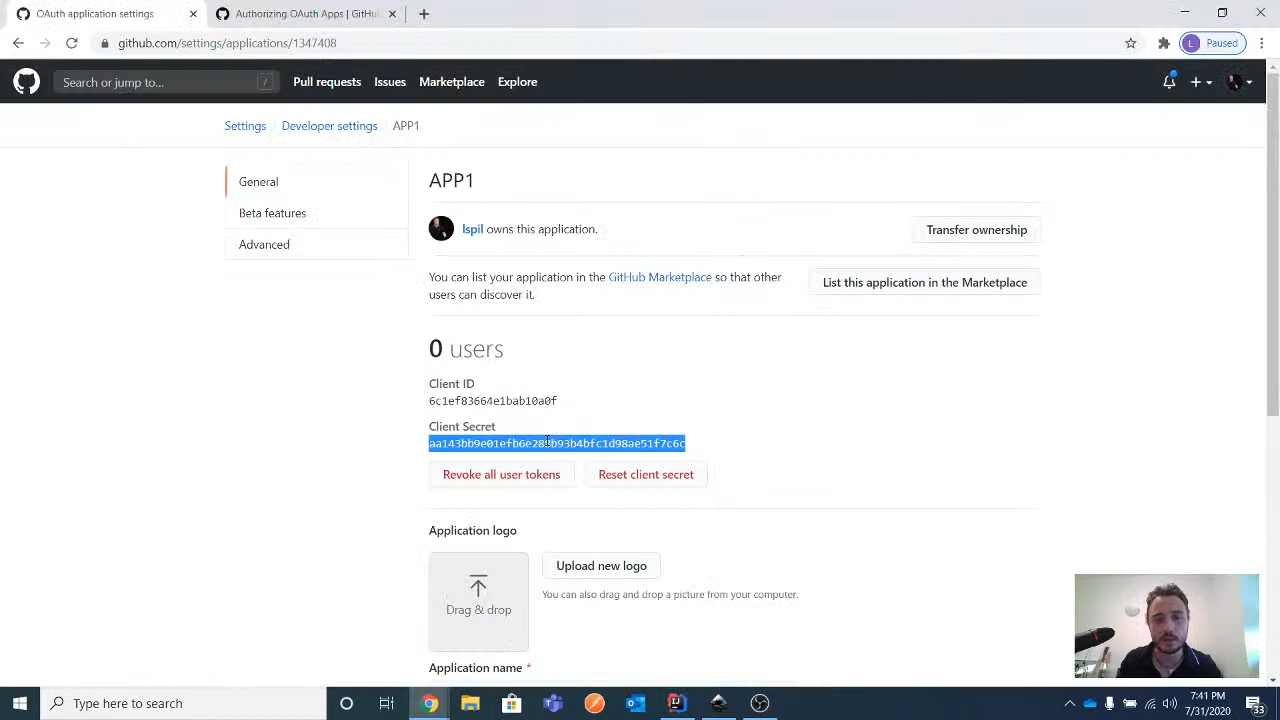 OAuth application settings
Authorizing OAuth Apps | GitHub
github.com/settings/applications/1347408
L Paused
Search or jump to... /
Pull requests Issues Marketplace Explore
Settings / Developer settings / APP1
General
Beta features
Advanced
APP1
lspil owns this application.
Transfer ownership
You can list your application in the GitHub Marketplace so that other
users can discover it.
List this application in the Marketplace
0 users
Client ID
6c1ef83664e1bab10a0f
Client Secret
Revoke all user tokens
Reset client secret
Application logo
Drag & drop
Upload new logo
You can also drag and drop a picture from your computer.
Application name *
Type here to search
7:41 PM
7/31/2020
33